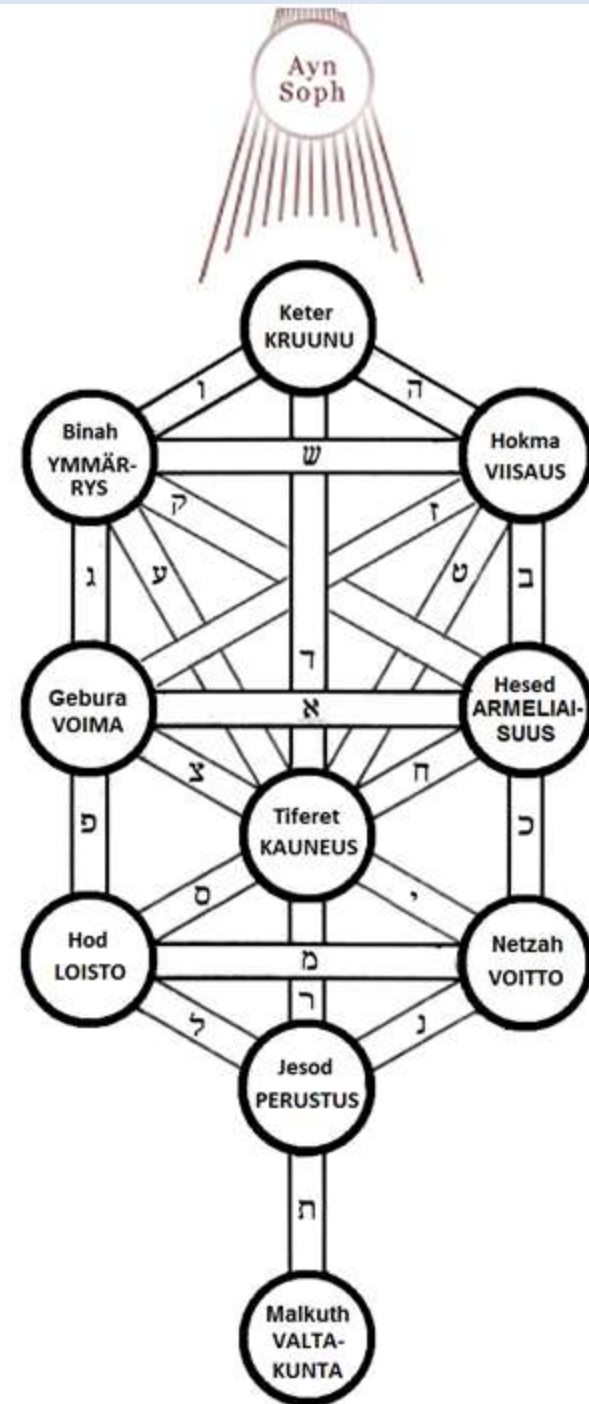 Ayn
Soph
Keter
KRUUNU
ו
ה
Binah
YMMÄR-
RYS
ש
Hokma
VIISAUS
ק
ז
ג
ע
ט
ב
ד
Gebura
VOIMA
א
Hesed
ARMELIAI-
SUUS
צ
ח
פ
Tiferet
KAUNEUS
כ
ס
י
Hod
LOISTO
מ
Netzah
VOITTO
ר
ל
נ
Jesod
PERUSTUS
ת
Malkuth
VALTA-
KUNTA